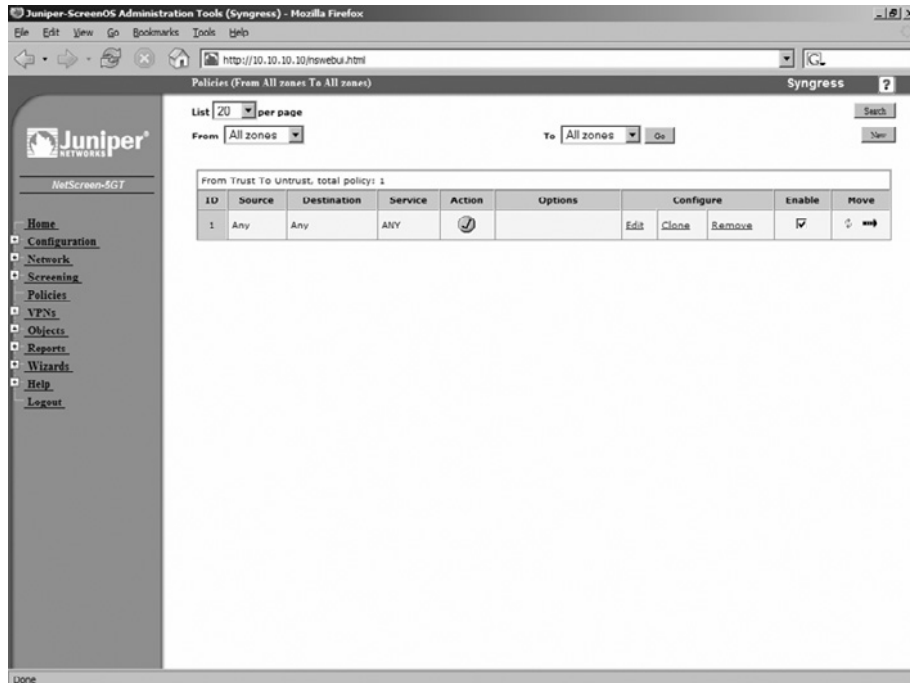 Juniper-ScreenOS Administration Tools (Syngress) - Mozilla Firefox
File Edit View Go Bookmarks Tools Help
http://10.10.10.10/nswebui.html
G
Policies (From All zones To All zones)
Syngress ?
List 20 per page
Search
From All zones To All zones Go
New
Juniper®
NETWORKS
NetScreen-5GT
Home
Configuration
Network
Screening
Policies
VPNs
Objects
Reports
Wizards
Help
Logout
From Trust To Untrust, total policy: 1
ID Source Destination Service Action Options Configure Enable Move
1 Any Any ANY Edit Clone Remove
Done